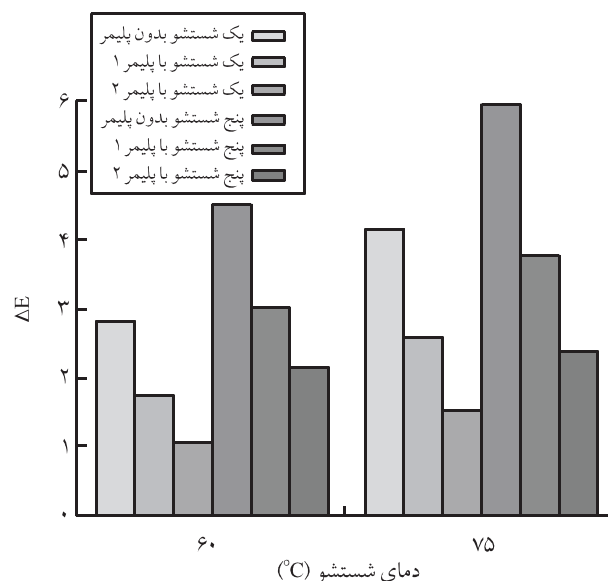 یک شستشو بدون پلیمر
یک شستشو با پلیمر ۱
یک شستشو با پلیمر ۲
پنج شستشو بدون پلیمر
پنج شستشو با پلیمر ۱
پنج شستشو با پلیمر ۲
۶
۵
۴
۳
۲
۱
۰
ΔE
۶۰
۷۵
دمای شستشو (°C)